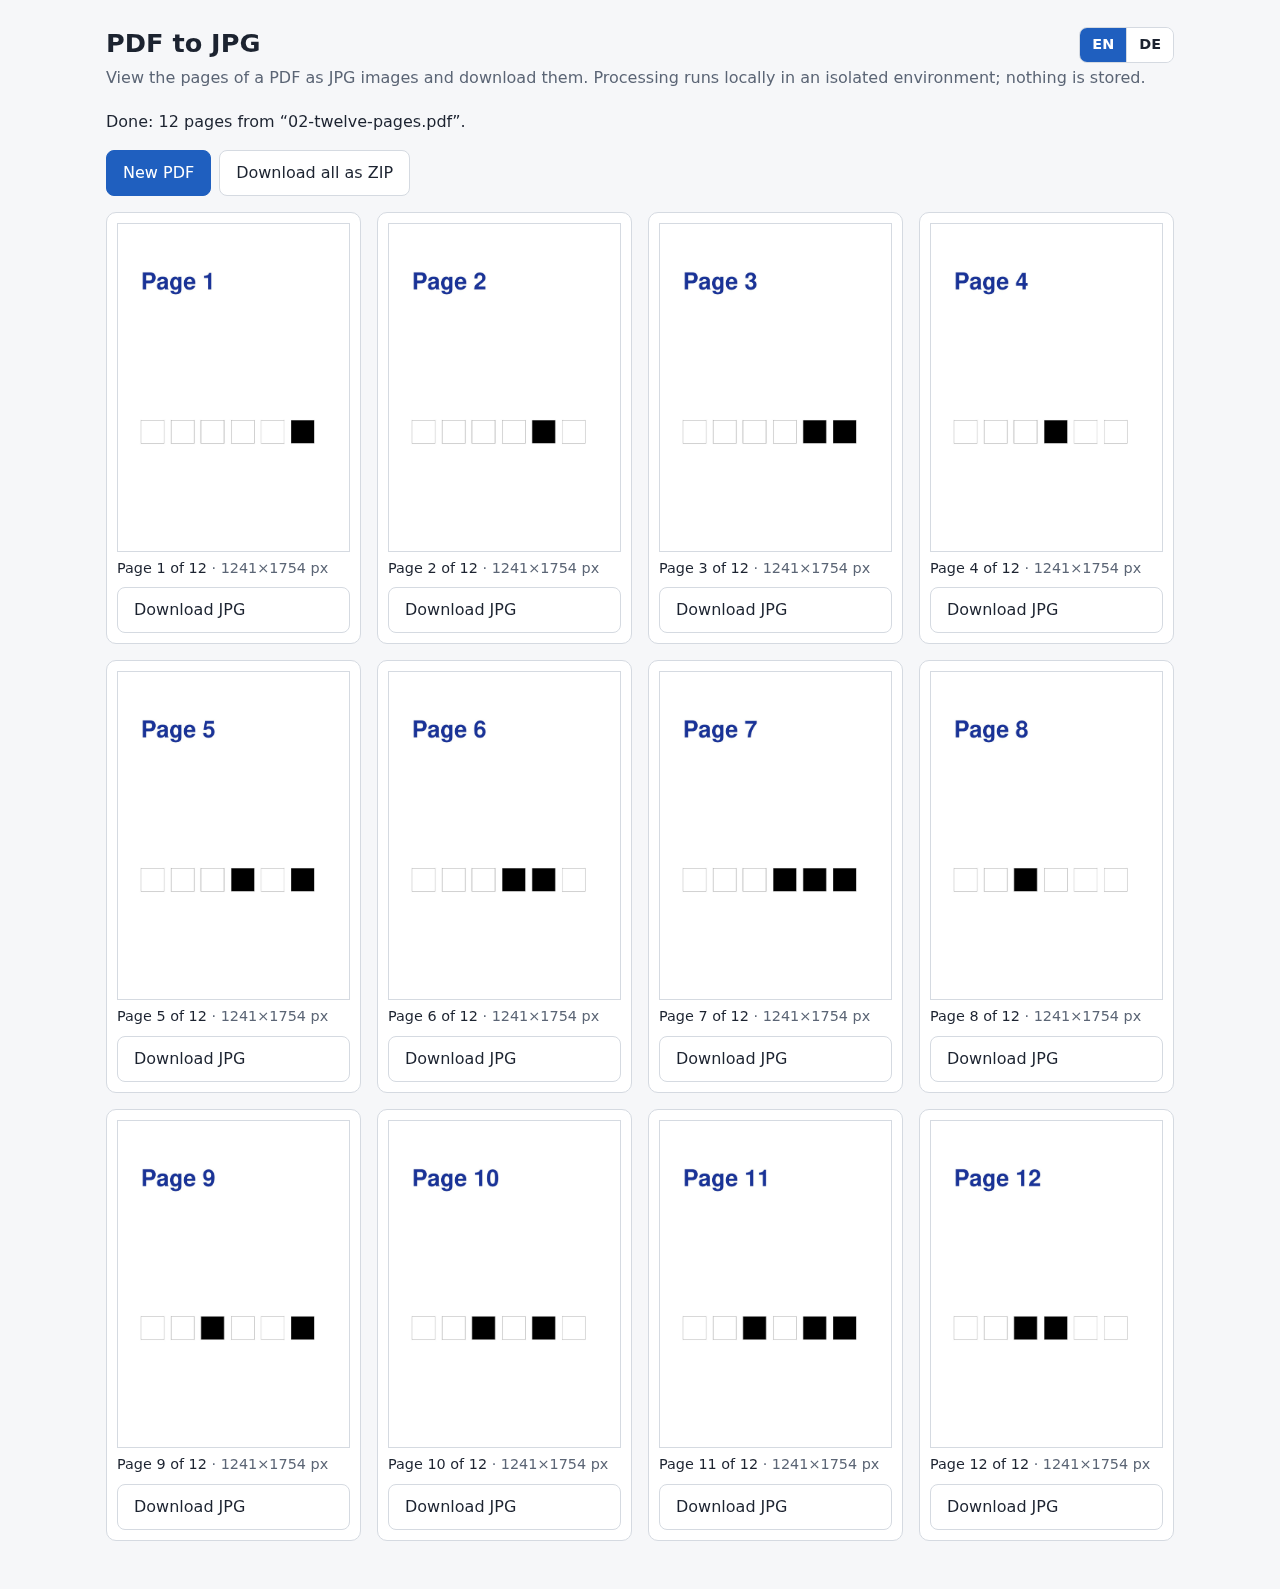 PDF to JPG
EN DE
View the pages of a PDF as JPG images and download them. Processing runs locally in an isolated environment; nothing is stored.
Done: 12 pages from “02-twelve-pages.pdf”.
New PDF
Download all as ZIP
Page 1
Page 1 of 12 · 1241×1754 px
Download JPG
Page 2
Page 2 of 12 · 1241×1754 px
Download JPG
Page 3
Page 3 of 12 · 1241×1754 px
Download JPG
Page 4
Page 4 of 12 · 1241×1754 px
Download JPG
Page 5
Page 5 of 12 · 1241×1754 px
Download JPG
Page 6
Page 6 of 12 · 1241×1754 px
Download JPG
Page 7
Page 7 of 12 · 1241×1754 px
Download JPG
Page 8
Page 8 of 12 · 1241×1754 px
Download JPG
Page 9
Page 9 of 12 · 1241×1754 px
Download JPG
Page 10
Page 10 of 12 · 1241×1754 px
Download JPG
Page 11
Page 11 of 12 · 1241×1754 px
Download JPG
Page 12
Page 12 of 12 · 1241×1754 px
Download JPG